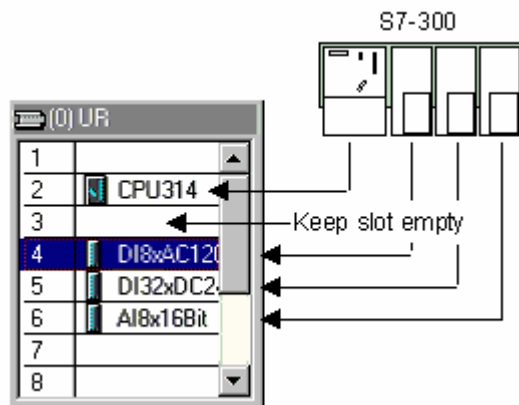 S7-300
(0) UR
1
2 CPU314
3
Keep slot empty
4 DI8xAC120
5 DI32xDC24
6 AI8x16Bit
7
8